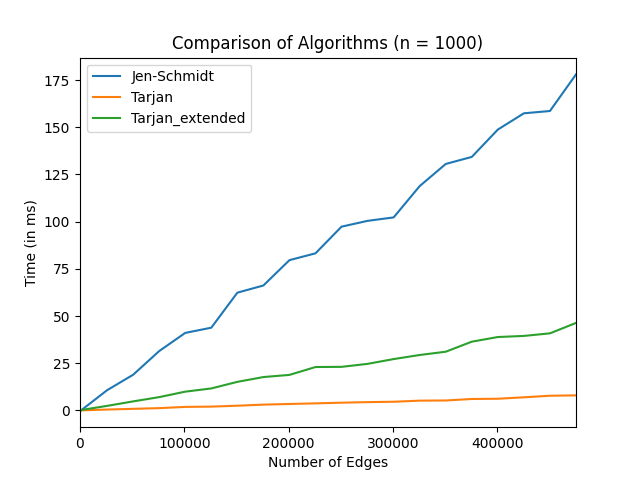 Comparison of Algorithms (n = 1000)
Jen-Schmidt
Tarjan
Tarjan_extended
Time (in ms)
175
150
125
100
75
50
25
0
0 100000 200000 300000 400000
Number of Edges